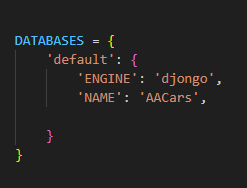 DATABASES = {
    'default': {
        'ENGINE': 'djongo',
        'NAME': 'AACars',
    }
}